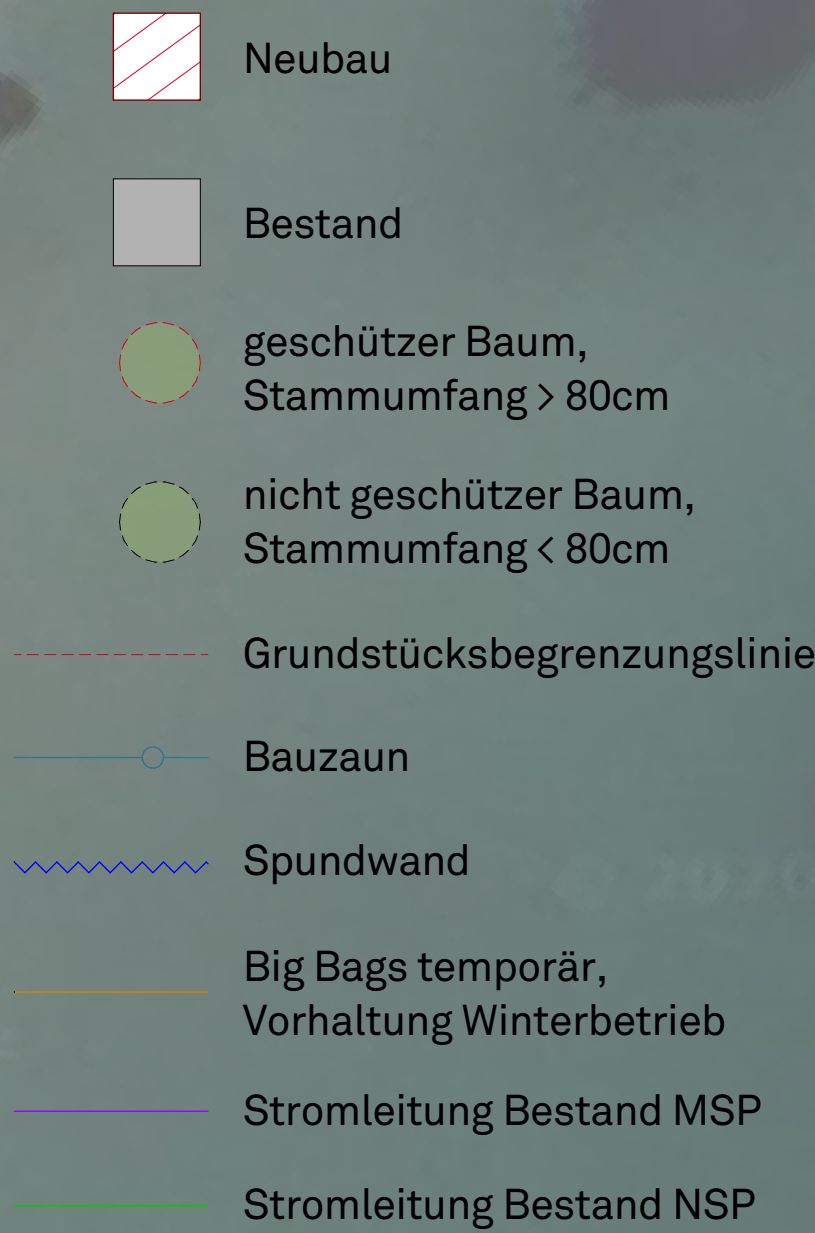 Neubau
Bestand
geschützer Baum,
Stammumfang > 80cm
nicht geschützer Baum,
Stammumfang < 80cm
Grundstücksbegrenzungslinie
Bauzaun
Spundwand
© 2020
Big Bags temporär,
Vorhaltung Winterbetrieb
Stromleitung Bestand MSP
Stromleitung Bestand NSP